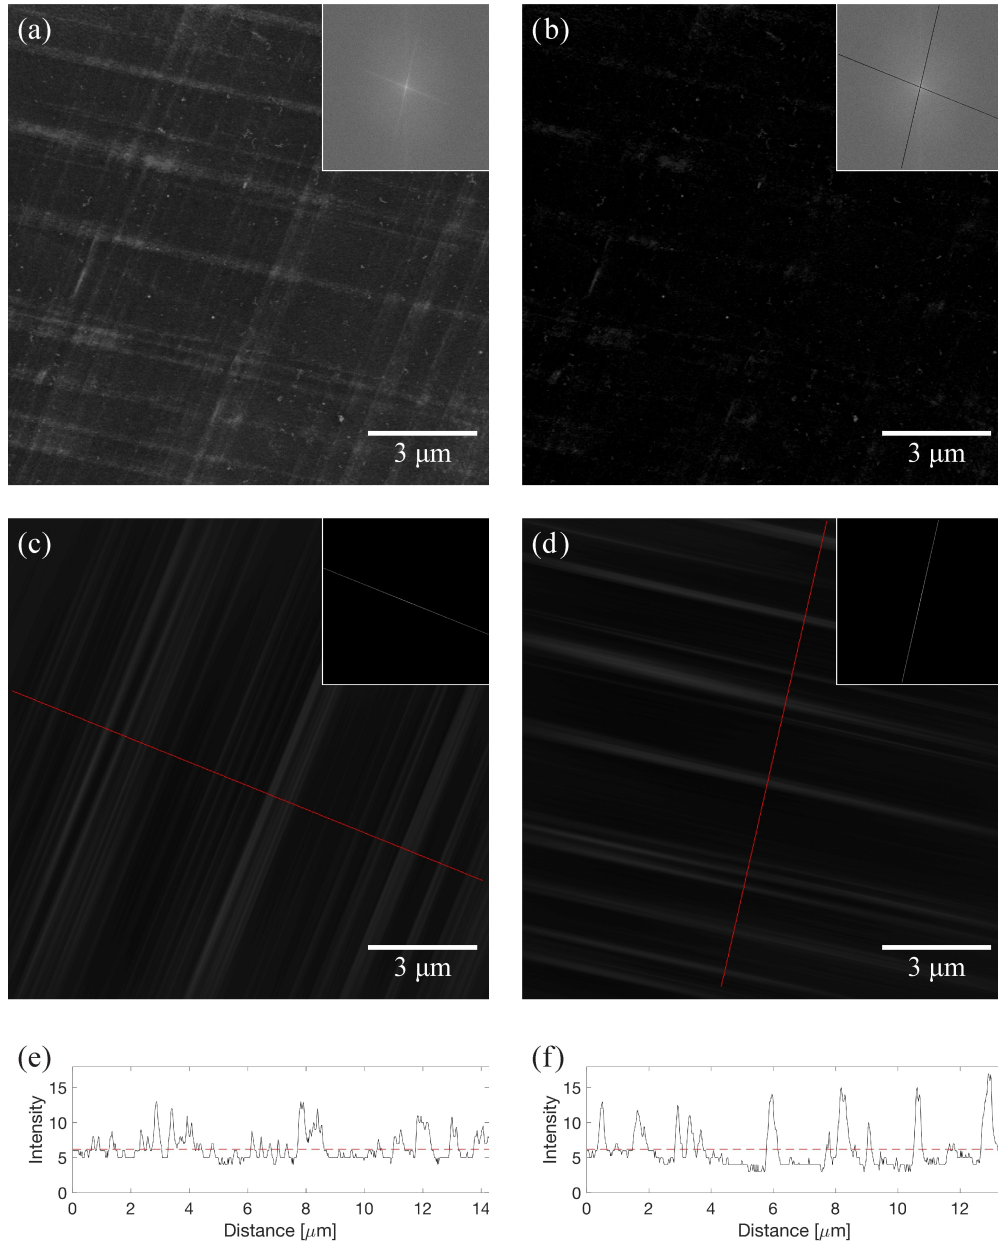 (a)
(b)
3 μm
3 μm
(c)
(d)
3 μm
3 μm
(e)
(f)
Intensity
15
10
5
0
0 2 4 6 8 10 12 14
Distance [μm]
Intensity
15
10
5
0
0 2 4 6 8 10 12
Distance [μm]